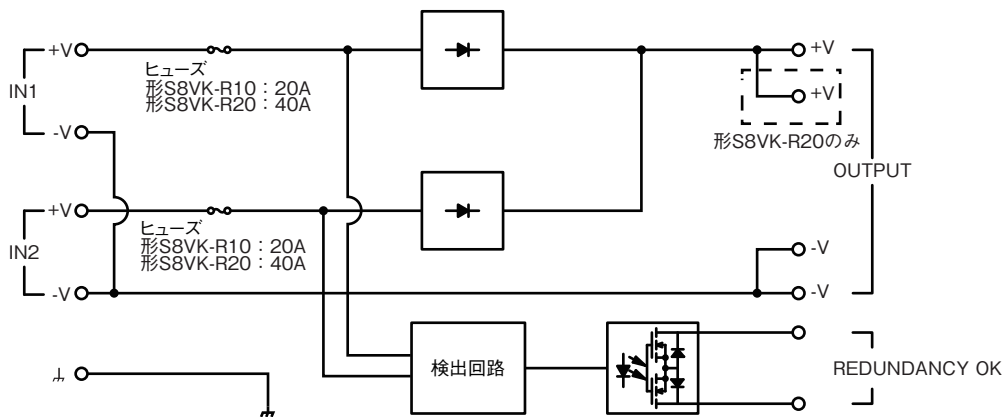 +V
IN1
-V
ヒューズ
形S8VK-R10：20A
形S8VK-R20：40A
+V
+V
形S8VK-R20のみ
OUTPUT
+V
IN2
-V
ヒューズ
形S8VK-R10：20A
形S8VK-R20：40A
-V
-V
検出回路
REDUNDANCY OK